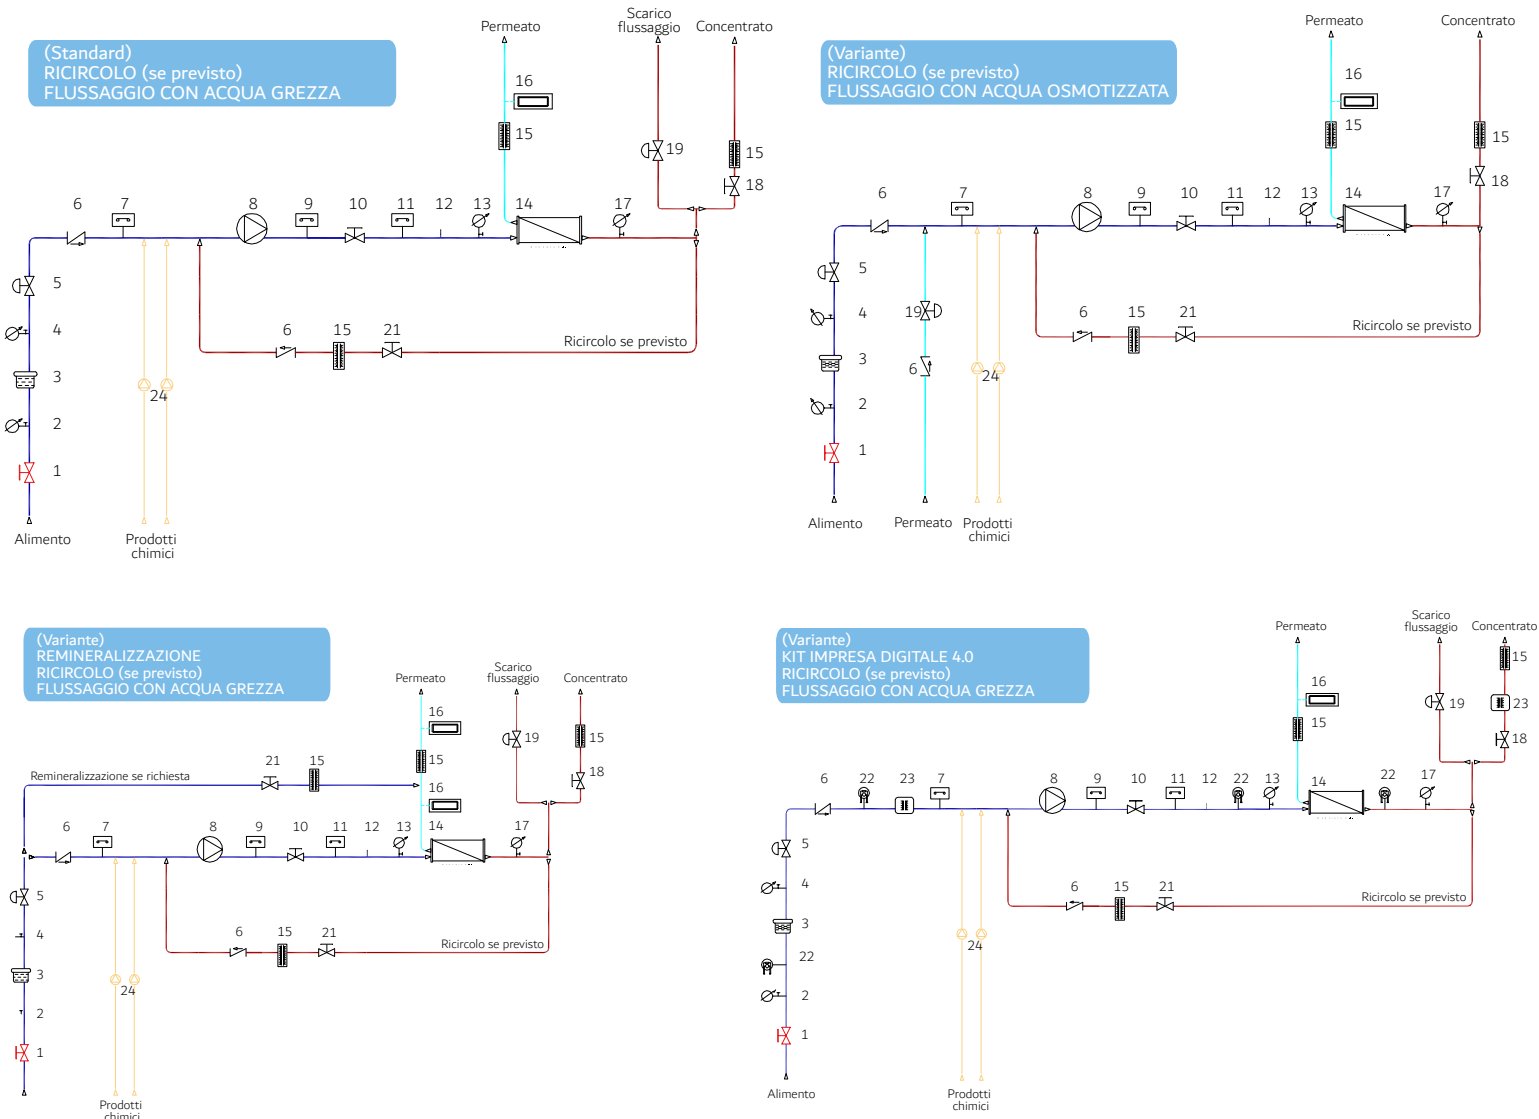 (Standard)
RICIRCOLO (se previsto)
FLUSSAGGIO CON ACQUA GREZZA
Permeato
Scarico
flussaggio
Concentrato
16
15
19
15
18
6
7
8
9
10
11
12
13
14
17
5
4
3
2
1
6
15
21
Ricircolo se previsto
24
Alimento
Prodotti
chimici
(Variante)
RICIRCOLO (se previsto)
FLUSSAGGIO CON ACQUA OSMOTIZZATA
Permeato
Concentrato
16
15
15
18
6
7
8
9
10
11
12
13
14
17
5
4
3
2
1
19
6
6
15
21
Ricircolo se previsto
24
Alimento
Permeato
Prodotti
chimici
(Variante)
REMINERALIZZAZIONE
RICIRCOLO (se previsto)
FLUSSAGGIO CON ACQUA GREZZA
Permeato
Scarico
flussaggio
Concentrato
16
15
16
19
15
18
Remineralizzazione se richiesta
21
15
6
7
8
9
10
11
12
13
14
17
5
4
3
2
1
6
15
21
Ricircolo se previsto
24
Prodotti
chimici
(Variante)
KIT IMPRESA DIGITALE 4.0
RICIRCOLO (se previsto)
FLUSSAGGIO CON ACQUA GREZZA
Permeato
Scarico
flussaggio
Concentrato
16
15
19
15
23
18
6
22
23
7
8
9
10
11
12
22
13
14
22
17
5
4
3
22
2
1
6
15
21
Ricircolo se previsto
24
Alimento
Prodotti
chimici